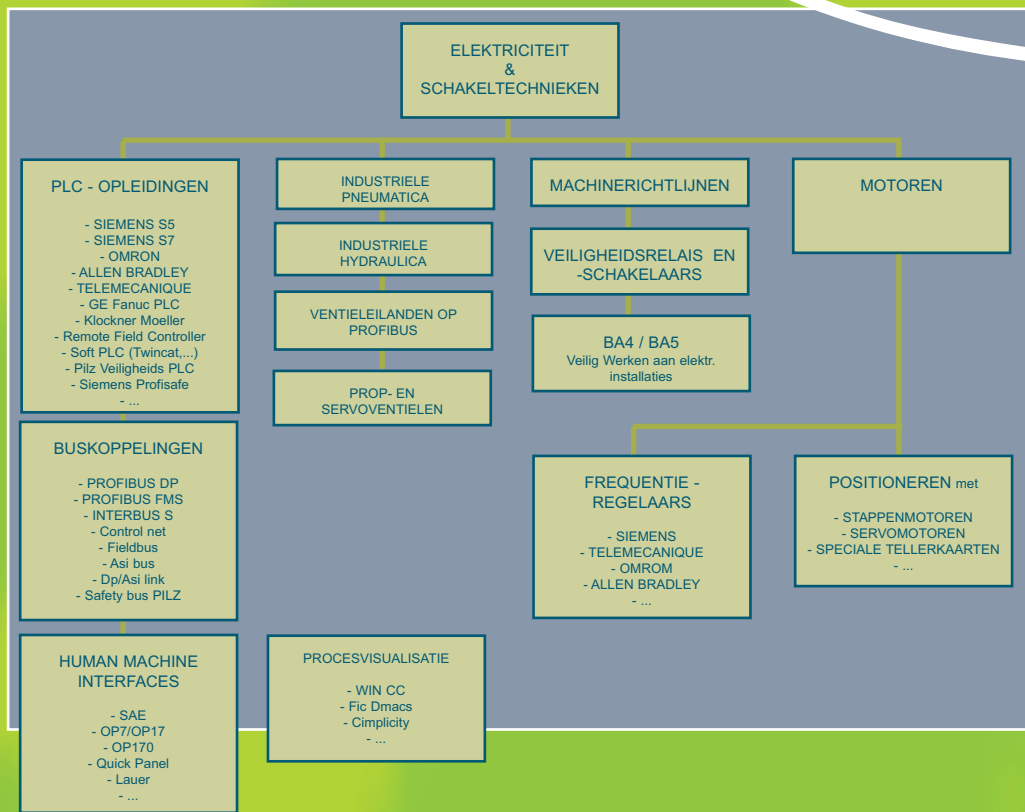 ELEKTRICITEIT
&
SCHAKELTECHNIEKEN
PLC - OPLEIDINGEN
- SIEMENS S5
- SIEMENS S7
- OMRON
- ALLEN BRADLEY
- TELEMECANIQUE
- GE Fanuc PLC
- Klockner Moeller
- Remote Field Controller
- Soft PLC (Twincat,...)
- Pilz Veiligheids PLC
- Siemens Profisafe
- ...
BUSKOPPELINGEN
- PROFIBUS DP
- PROFIBUS FMS
- INTERBUS S
- Control net
- Fieldbus
- Asi bus
- Dp/Asi link
- Safety bus PILZ
HUMAN MACHINE
INTERFACES
- SAE
- OP7/OP17
- OP170
- Quick Panel
- Lauer
- ...
INDUSTRIELE
PNEUMATICA
INDUSTRIELE
HYDRAULICA
VENTIELEILANDEN OP
PROFIBUS
PROP- EN
SERVOVENTIELEN
PROCESVISUALISATIE
- WIN CC
- Fic Dmacs
- Cimplicity
- ...
MACHINERICHTLIJNEN
VEILIGHEIDSRELAIS EN
-SCHAKELAARS
BA4 / BA5
Veilig Werken aan elektr.
installaties
MOTOREN
FREQUENTIE -
REGELAARS
- SIEMENS
- TELEMECANIQUE
- OMROM
- ALLEN BRADLEY
- ...
POSITIONEREN met
- STAPPENMOTOREN
- SERVOMOTOREN
- SPECIALE TELLERKAARTEN
- ...